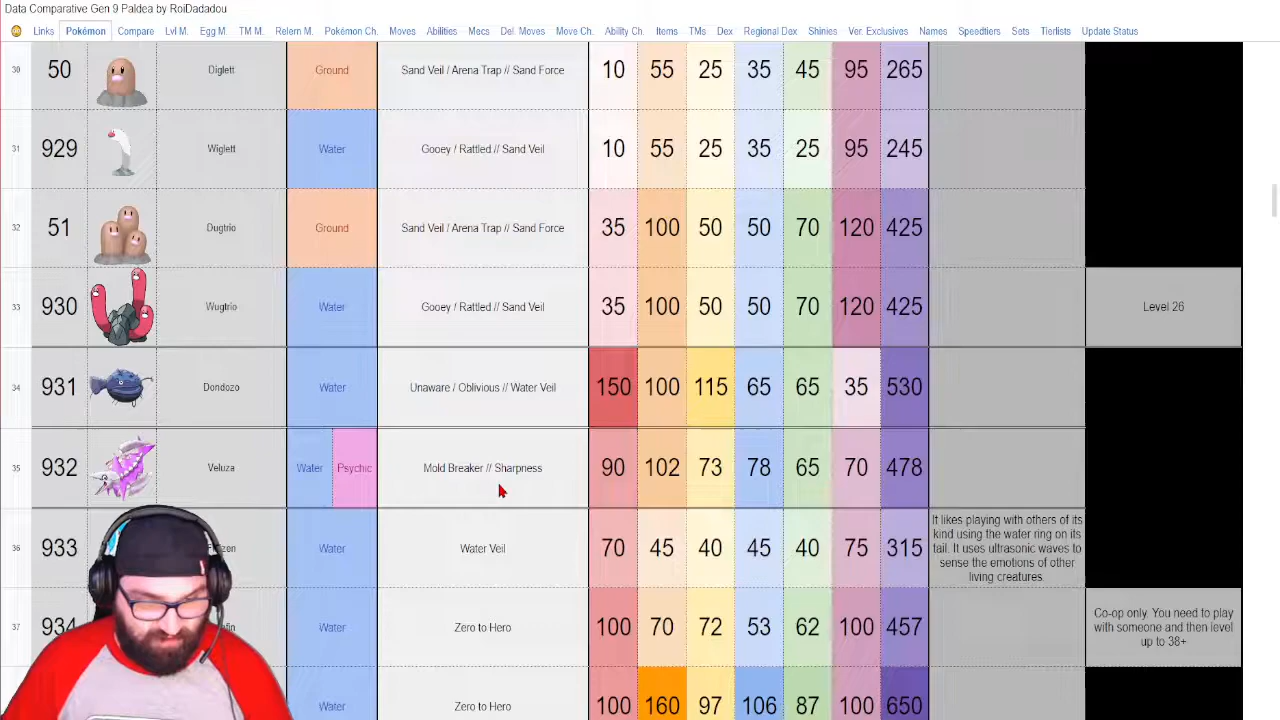 Data Comparative Gen 9 Paldea by RoiDadadou
Links Pokémon Compare Lvl M. Egg M. TM M. Relern M. Pokémon Ch. Moves Abilities Mecs Del. Moves Move Ch. Ability Ch. Items TMs Dex Regional Dex Shinies Ver. Exclusives Names Speedtiers Sets Tierlists Update Status
30 50 Diglett Ground Sand Veil / Arena Trap // Sand Force 10 55 25 35 45 95 265
31 929 Wiglett Water Gooey / Rattled // Sand Veil 10 55 25 35 25 95 245
32 51 Dugtrio Ground Sand Veil / Arena Trap // Sand Force 35 100 50 50 70 120 425
33 930 Wugtrio Water Gooey / Rattled // Sand Veil 35 100 50 50 70 120 425 Level 26
34 931 Dondozo Water Unaware / Oblivious // Water Veil 150 100 115 65 65 35 530
35 932 Veluza Water Psychic Mold Breaker // Sharpness 90 102 73 78 65 70 478
36 933 Water Water Veil 70 45 40 45 40 75 315
It likes playing with others of its
kind using the water ring on its
tail. It uses ultrasonic waves to
sense the emotions of other
living creatures.
37 934 Water Zero to Hero 100 70 72 53 62 100 457
Co-op only. You need to play
with someone and then level
up to 38+
Water Zero to Hero 100 160 97 106 87 100 650